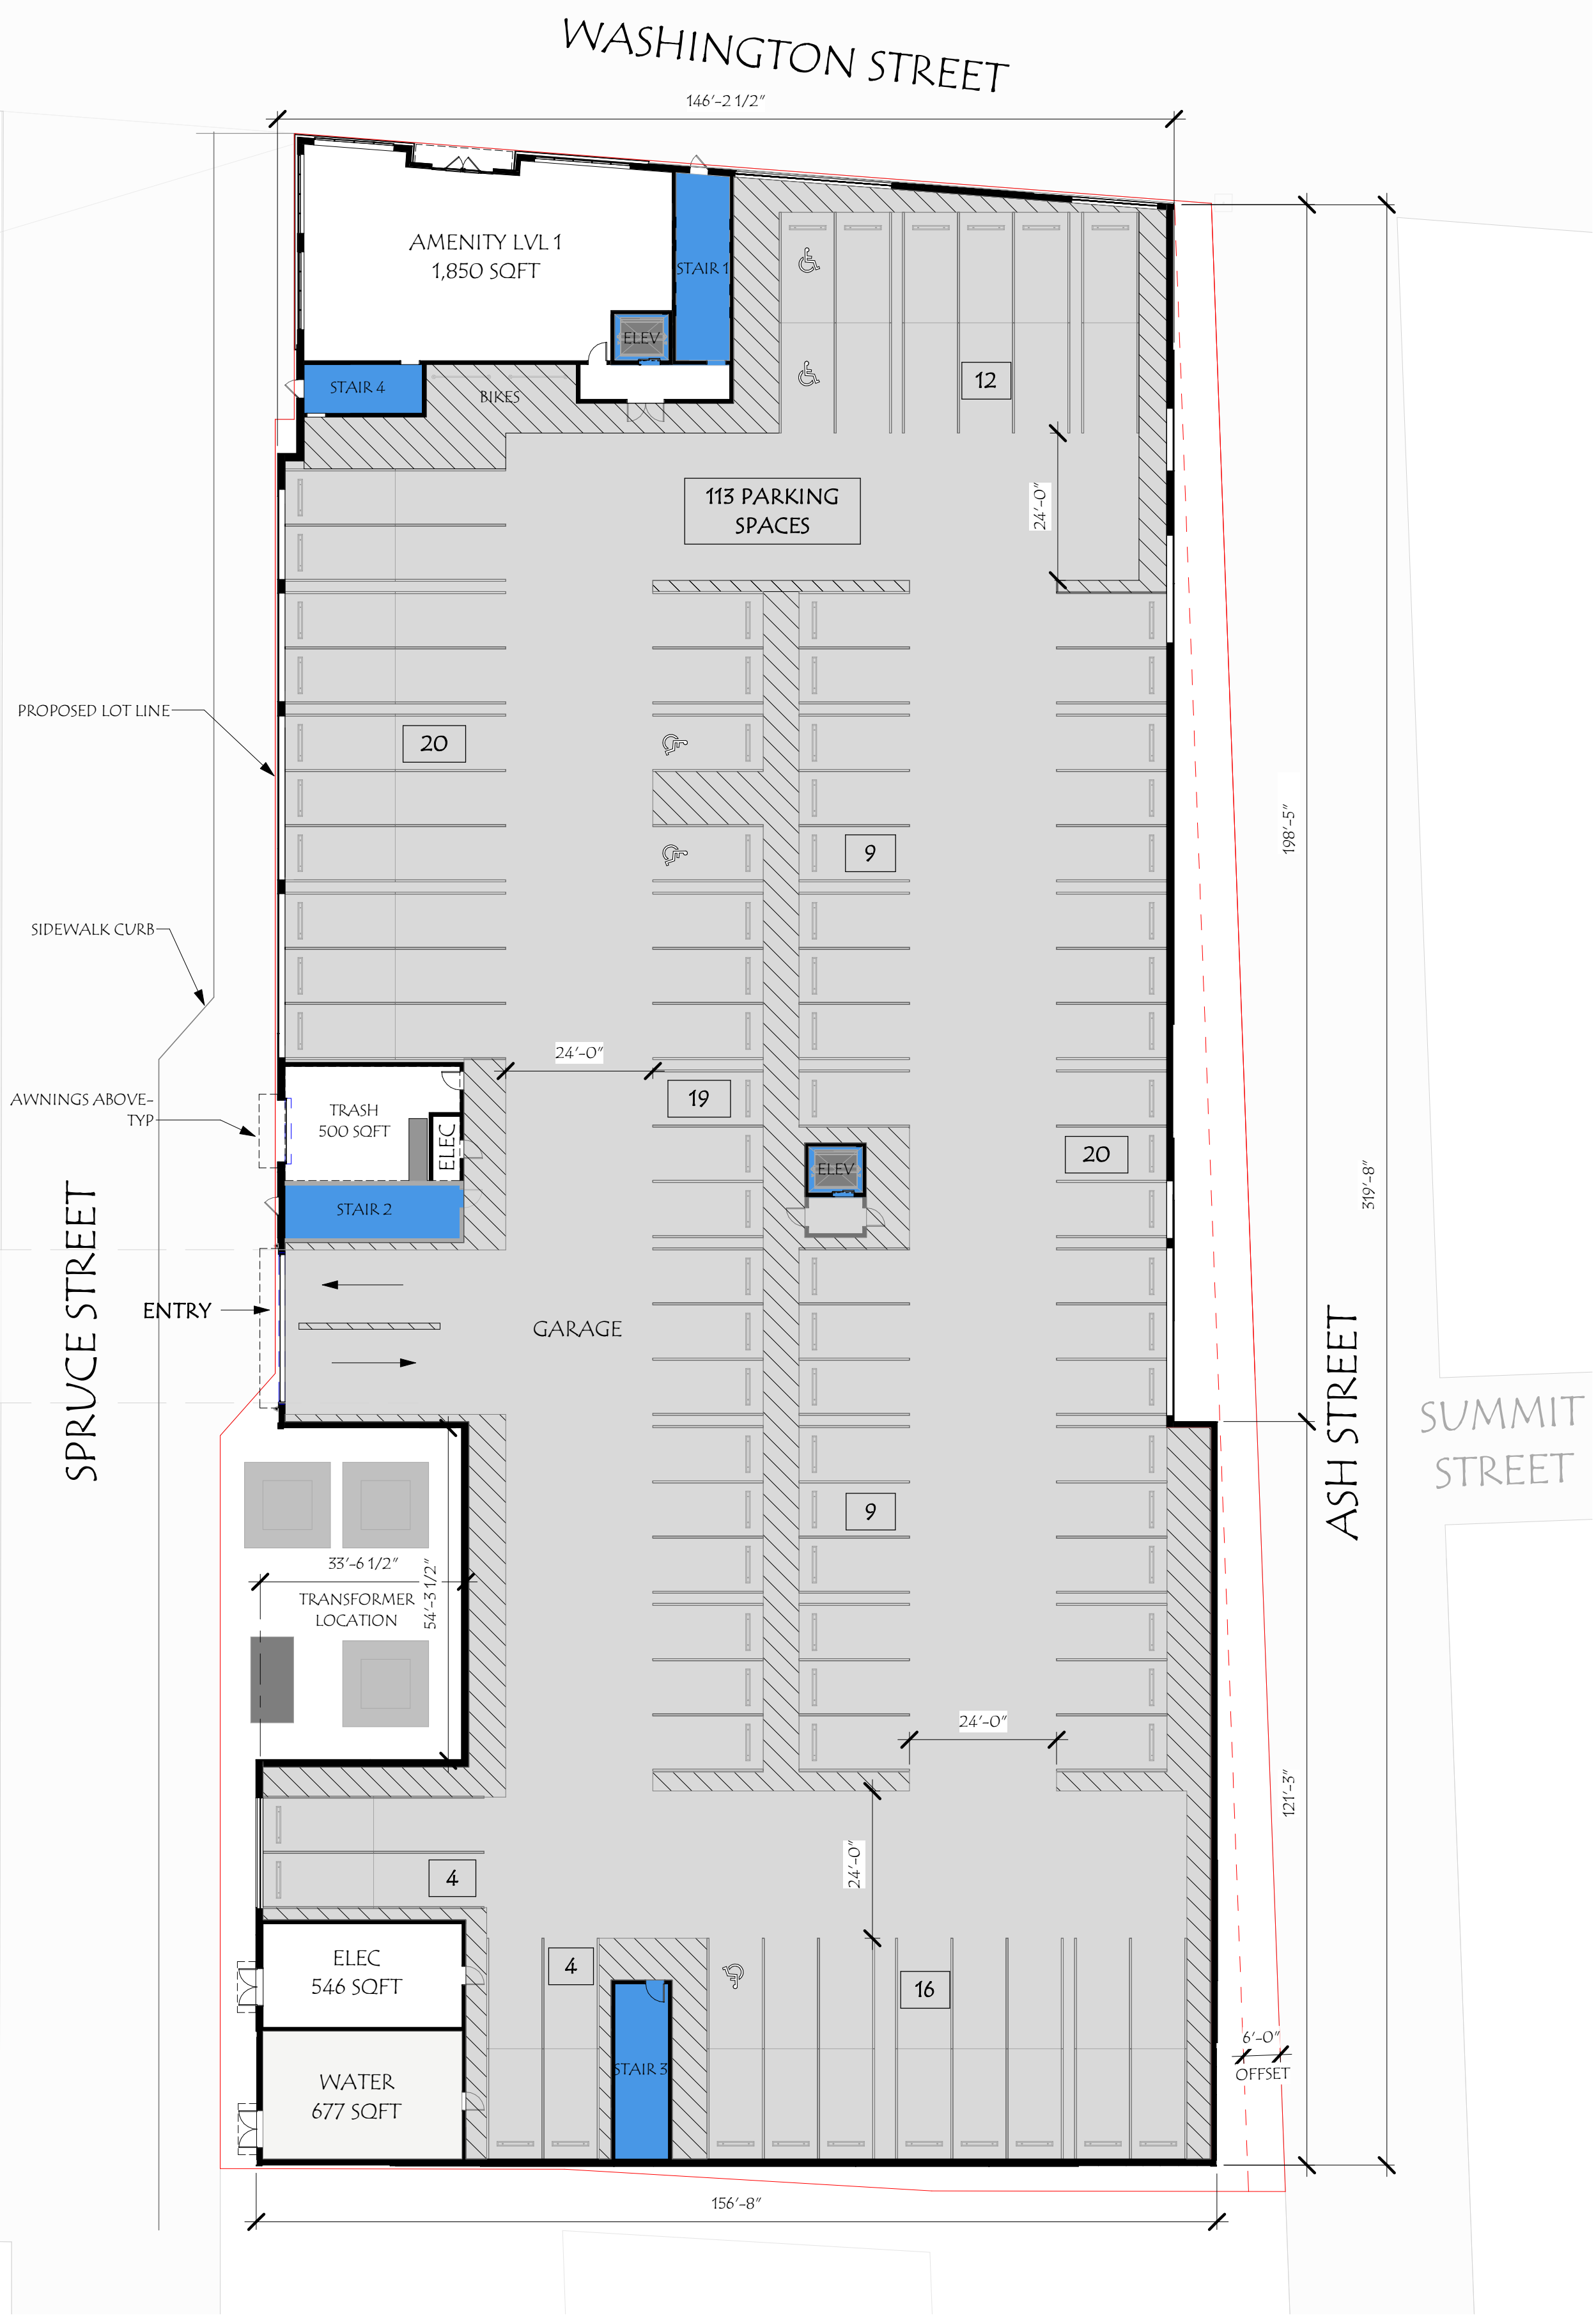 WASHINGTON STREET
146'-2 1/2"
AMENITY LVL 1
1,850 SQFT
STAIR 1
ELEV
STAIR 4
BIKES
12
113 PARKING
SPACES
24'-0"
PROPOSED LOT LINE
20
198'-5"
9
SIDEWALK CURB
24'-0"
AWNINGS ABOVE-
TYP
TRASH
500 SQFT
ELEC
19
20
ELEV
319'-8"
STAIR 2
SPRUCE STREET
ENTRY
GARAGE
ASH STREET
SUMMIT
STREET
9
33'-6 1/2"
54'-3 1/2"
TRANSFORMER
LOCATION
24'-0"
121'-3"
24'-0"
4
ELEC
546 SQFT
4
16
6'-0"
OFFSET
STAIR 3
WATER
677 SQFT
156'-8"